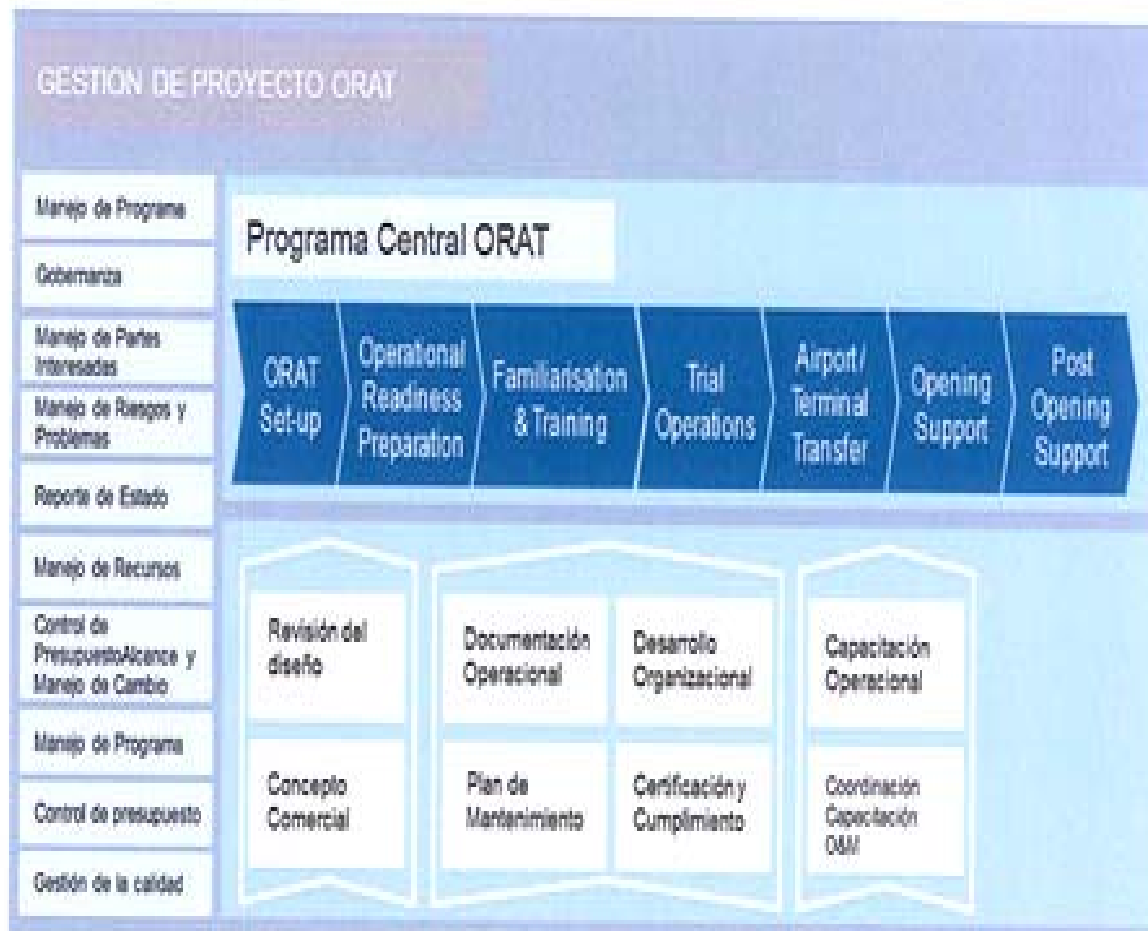 GESTION DE PROYECTO ORAT
Manejo de Programa
Gobernanza
Manejo de Partes
Interesadas
Manejo de Riesgos y
Problemas
Reporte de Estado
Manejo de Recursos
Control de
PresupuestoAlcance y
Manejo de Cambio
Manejo de Programa
Control de presupuesto
Gestión de la calidad
Programa Central ORAT
ORAT
Set-up
Operational
Readiness
Preparation
Familiarisation
& Training
Trial
Operations
Airport/
Terminal
Transfer
Opening
Support
Post
Opening
Support
Revisión del
diseño
Concepto
Comercial
Documentación
Operacional
Desarrollo
Organizacional
Plan de
Mantenimiento
Certificación y
Cumplimiento
Capacitación
Operacional
Coordinación
Capacitación
O&M